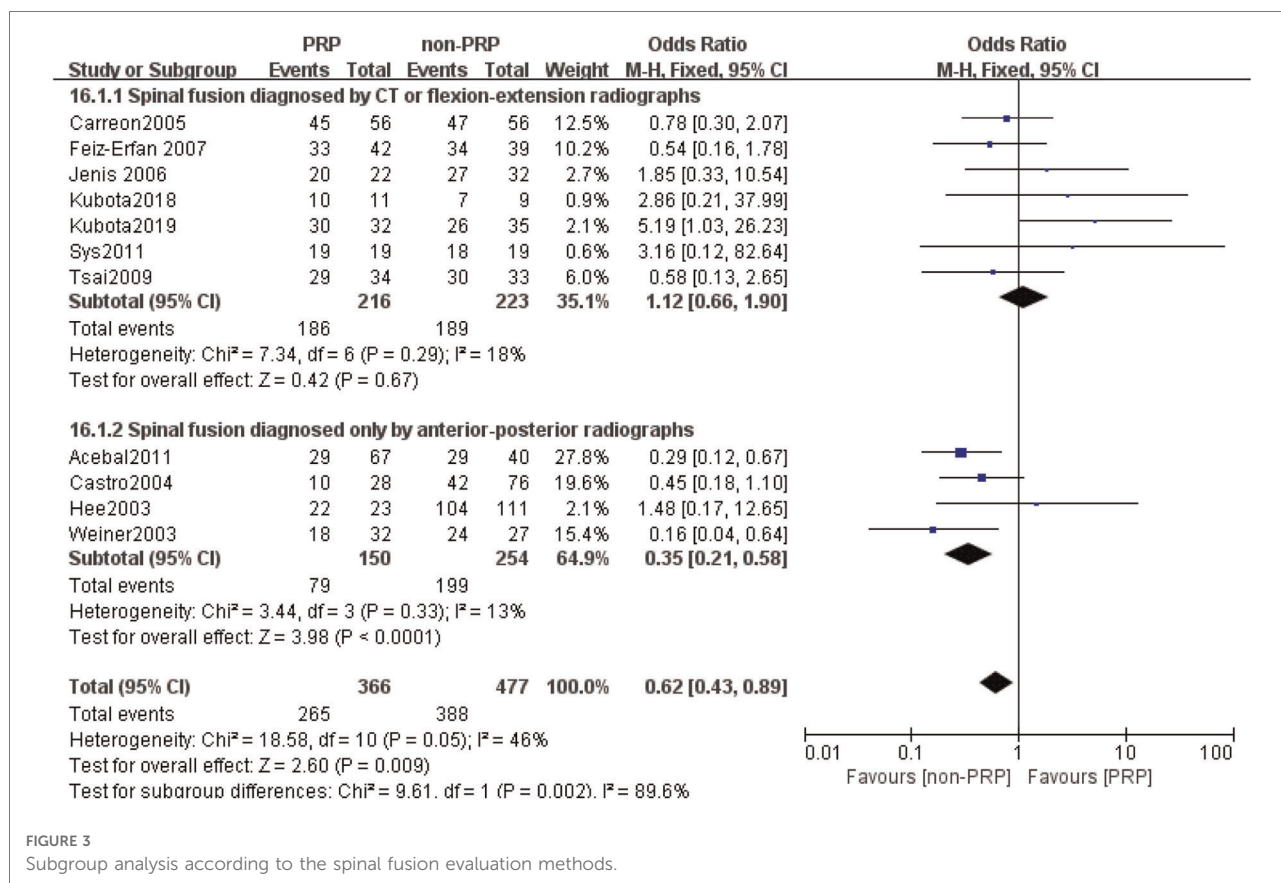 PRP non-PRP Odds Ratio Odds Ratio
Study or Subgroup Events Total Events Total Weight M-H, Fixed, 95% CI M-H, Fixed, 95% CI
16.1.1 Spinal fusion diagnosed by CT or flexion-extension radiographs
Carreon2005 45 56 47 56 12.5% 0.78 [0.30, 2.07]
Feiz-Erfan 2007 33 42 34 39 10.2% 0.54 [0.16, 1.78]
Jenis 2006 20 22 27 32 2.7% 1.85 [0.33, 10.54]
Kubota2018 10 11 7 9 0.9% 2.86 [0.21, 37.99]
Kubota2019 30 32 26 35 2.1% 5.19 [1.03, 26.23]
Sys2011 19 19 18 19 0.6% 3.16 [0.12, 82.64]
Tsai2009 29 34 30 33 6.0% 0.58 [0.13, 2.65]
Subtotal (95% CI) 216 223 35.1% 1.12 [0.66, 1.90]
Total events 186 189
Heterogeneity: Chi² = 7.34, df = 6 (P = 0.29); I² = 18%
Test for overall effect: Z = 0.42 (P = 0.67)
16.1.2 Spinal fusion diagnosed only by anterior-posterior radiographs
Acebal2011 29 67 29 40 27.8% 0.29 [0.12, 0.67]
Castro2004 10 28 42 76 19.6% 0.45 [0.18, 1.10]
Hee2003 22 23 104 111 2.1% 1.48 [0.17, 12.65]
Weiner2003 18 32 24 27 15.4% 0.16 [0.04, 0.64]
Subtotal (95% CI) 150 254 64.9% 0.35 [0.21, 0.58]
Total events 79 199
Heterogeneity: Chi² = 3.44, df = 3 (P = 0.33); I² = 13%
Test for overall effect: Z = 3.98 (P < 0.0001)
Total (95% CI) 366 477 100.0% 0.62 [0.43, 0.89]
Total events 265 388
Heterogeneity: Chi² = 18.58, df = 10 (P = 0.05); I² = 46%
Test for overall effect: Z = 2.60 (P = 0.009)
Test for subgroup differences: Chi² = 9.61, df = 1 (P = 0.002), I² = 89.6%
0.01 0.1 1 10 100
Favours [non-PRP] Favours [PRP]
FIGURE 3
Subgroup analysis according to the spinal fusion evaluation methods.